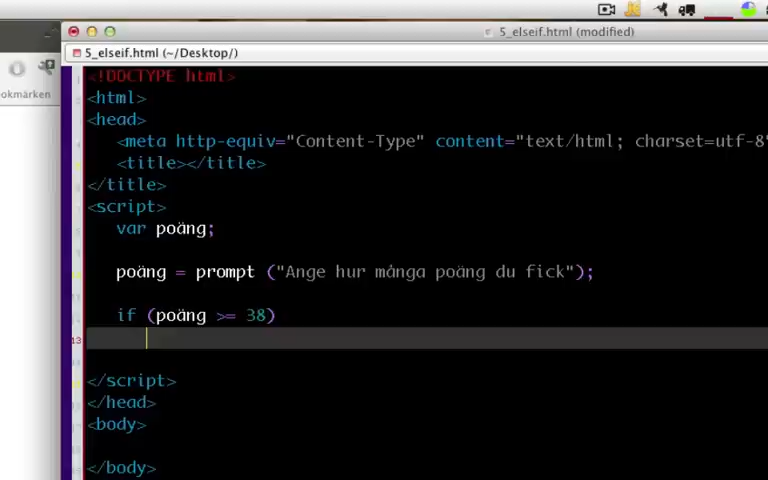 5_elseif.html (modified)
5_elseif.html (~/Desktop/)
okmärken
<!DOCTYPE html>
<html>
<head>
<meta http-equiv="Content-Type" content="text/html; charset=utf-8"
<title></title>
</title>
<script>
var poäng;
poäng = prompt ("Ange hur många poäng du fick");
if (poäng >= 38)
13
</script>
</head>
<body>
</body>